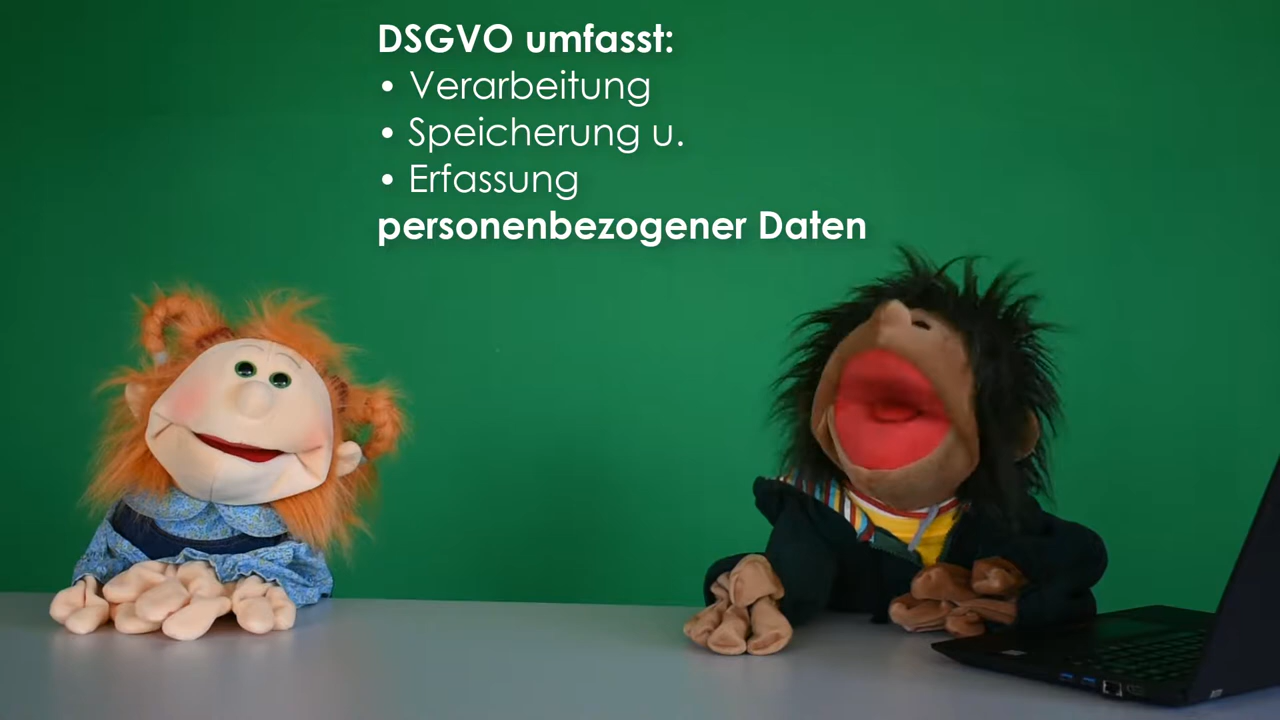 DSGVO umfasst:
• Verarbeitung
• Speicherung u.
• Erfassung
personenbezogener Daten